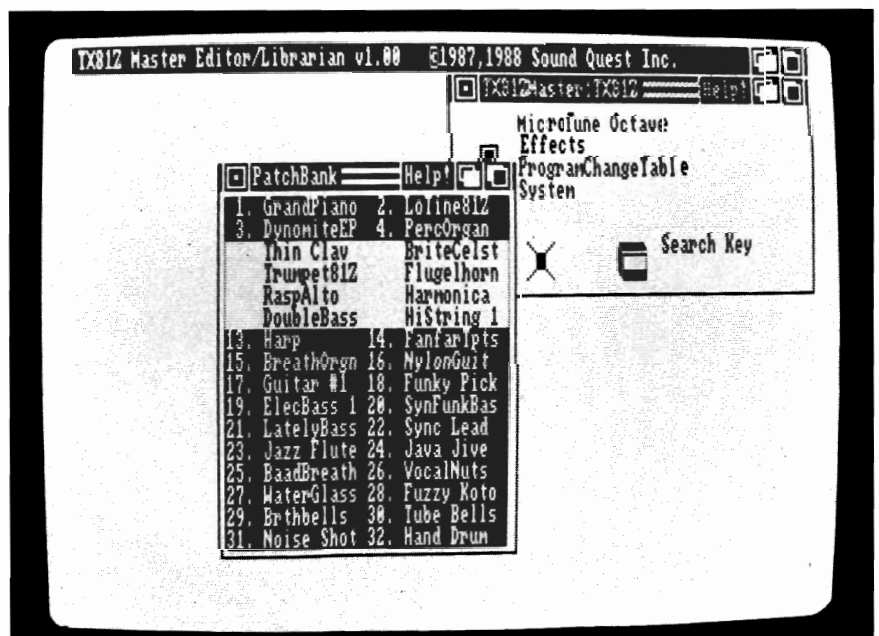 TX81Z Master Editor/Librarian v1.00 ©1987,1988 Sound Quest Inc.
TX81ZMaster:TX81Z Help!
MicroTune Octave
Effects
ProgramChangeTable
System
Search Key
PatchBank Help!
1. GrandPiano 2. LoTine81Z
3. DynomiteEP 4. PercOrgan
Thin Clav BriteCelst
Trumpet81Z Flugelhorn
RaspAlto Harmonica
DoubleBass HiString 1
13. Harp 14. FanfarTpts
15. BreathOrgn 16. NylonGuit
17. Guitar #1 18. Funky Pick
19. ElecBass 1 20. SynFunkBas
21. LatelyBass 22. Sync Lead
23. Jazz Flute 24. Java Jive
25. BaadBreath 26. VocalNuts
27. WaterGlass 28. Fuzzy Koto
29. Brthbells 30. Tube Bells
31. Noise Shot 32. Hand Drum